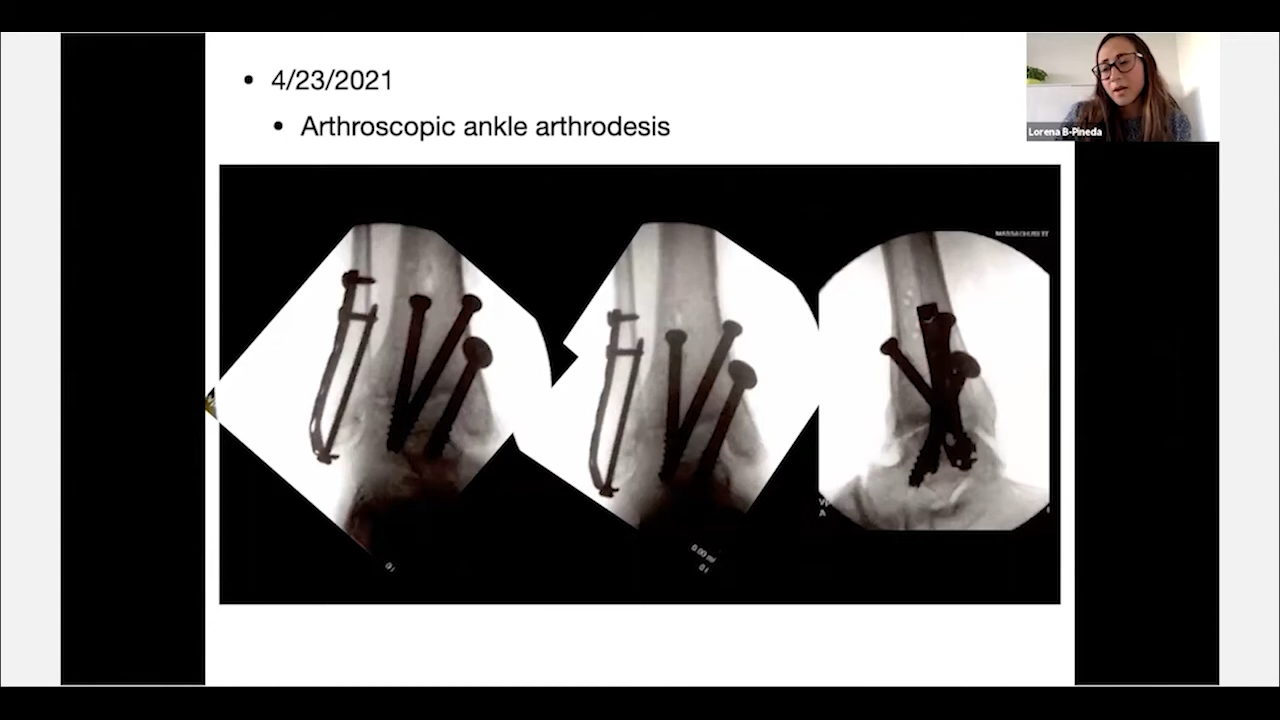 • 4/23/2021
• Arthroscopic ankle arthrodesis
Lorena B-Pineda